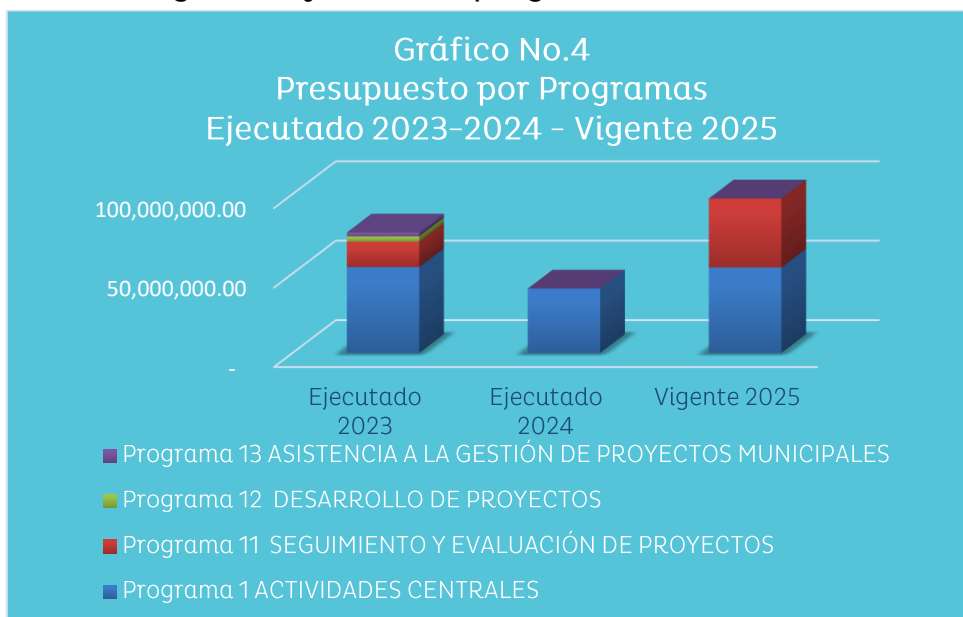 Gráfico No.4
Presupuesto por Programas
Ejecutado 2023-2024 - Vigente 2025
100,000,000.00
50,000,000.00
-
Ejecutado 2023
Ejecutado 2024
Vigente 2025
Programa 13 ASISTENCIA A LA GESTIÓN DE PROYECTOS MUNICIPALES
Programa 12 DESARROLLO DE PROYECTOS
Programa 11 SEGUIMIENTO Y EVALUACIÓN DE PROYECTOS
Programa 1 ACTIVIDADES CENTRALES